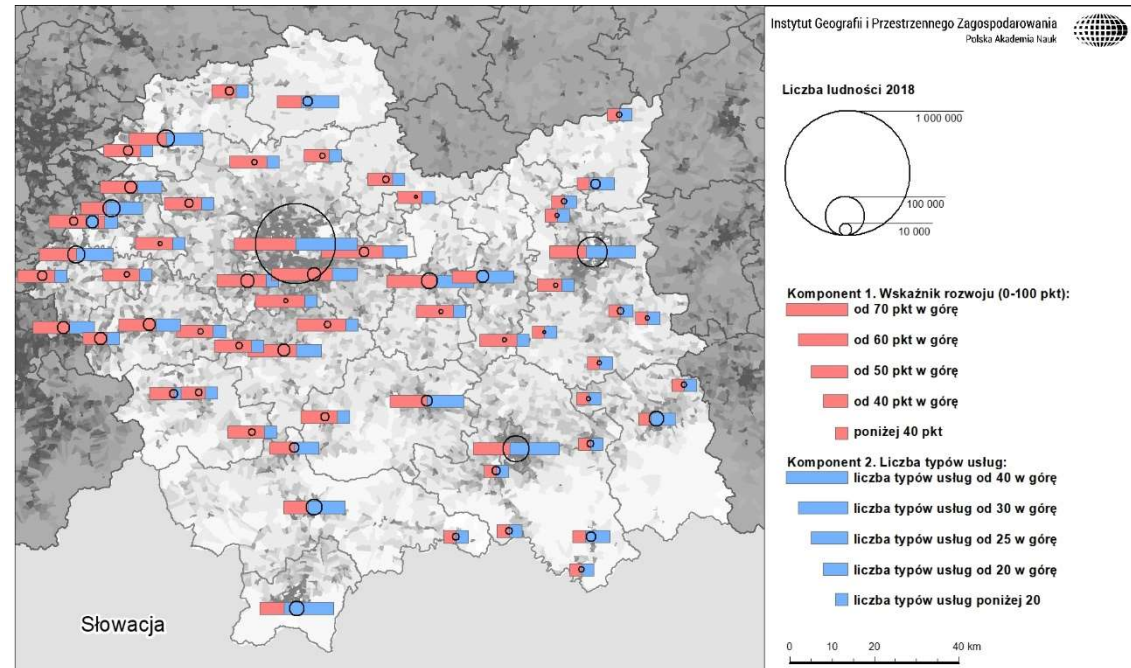 Instytut Geografii i Przestrzennego Zagospodarowania
Polska Akademia Nauk
Liczba ludności 2018
1 000 000
100 000
10 000
Komponent 1. Wskaźnik rozwoju (0-100 pkt):
od 70 pkt w górę
od 60 pkt w górę
od 50 pkt w górę
od 40 pkt w górę
poniżej 40 pkt
Komponent 2. Liczba typów usług:
liczba typów usług od 40 w górę
liczba typów usług od 30 w górę
liczba typów usług od 25 w górę
liczba typów usług od 20 w górę
liczba typów usług poniżej 20
0 10 20 40 km
Słowacja